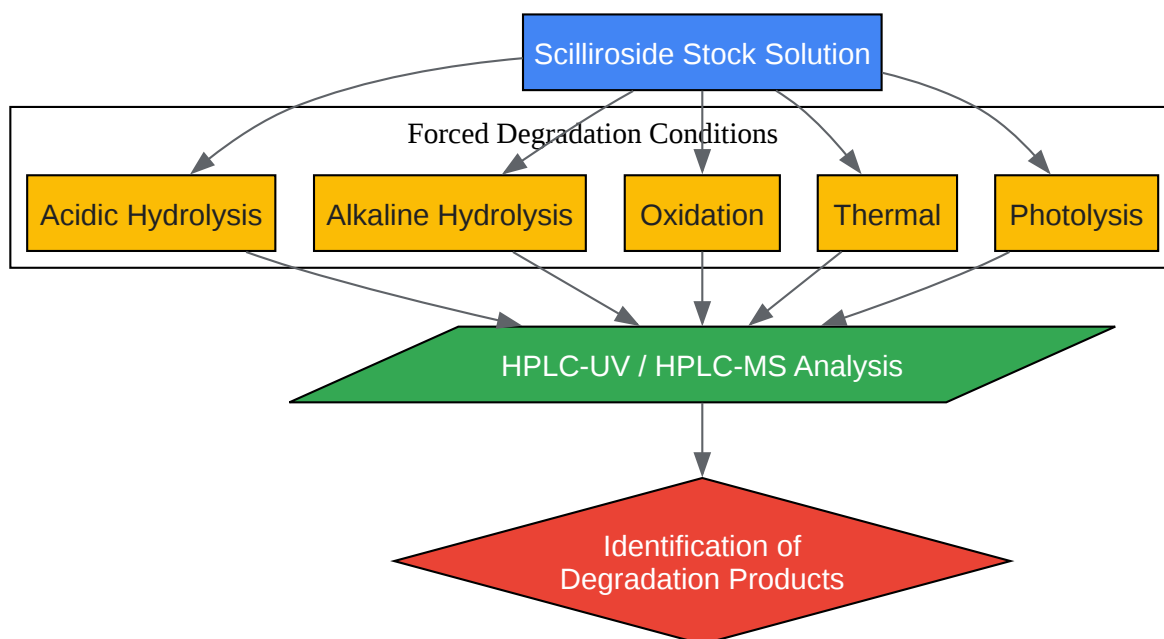 Scilliroside Stock Solution
Forced Degradation Conditions
Acidic Hydrolysis
Alkaline Hydrolysis
Oxidation
Thermal
Photolysis
HPLC-UV / HPLC-MS Analysis
Identification of
Degradation Products